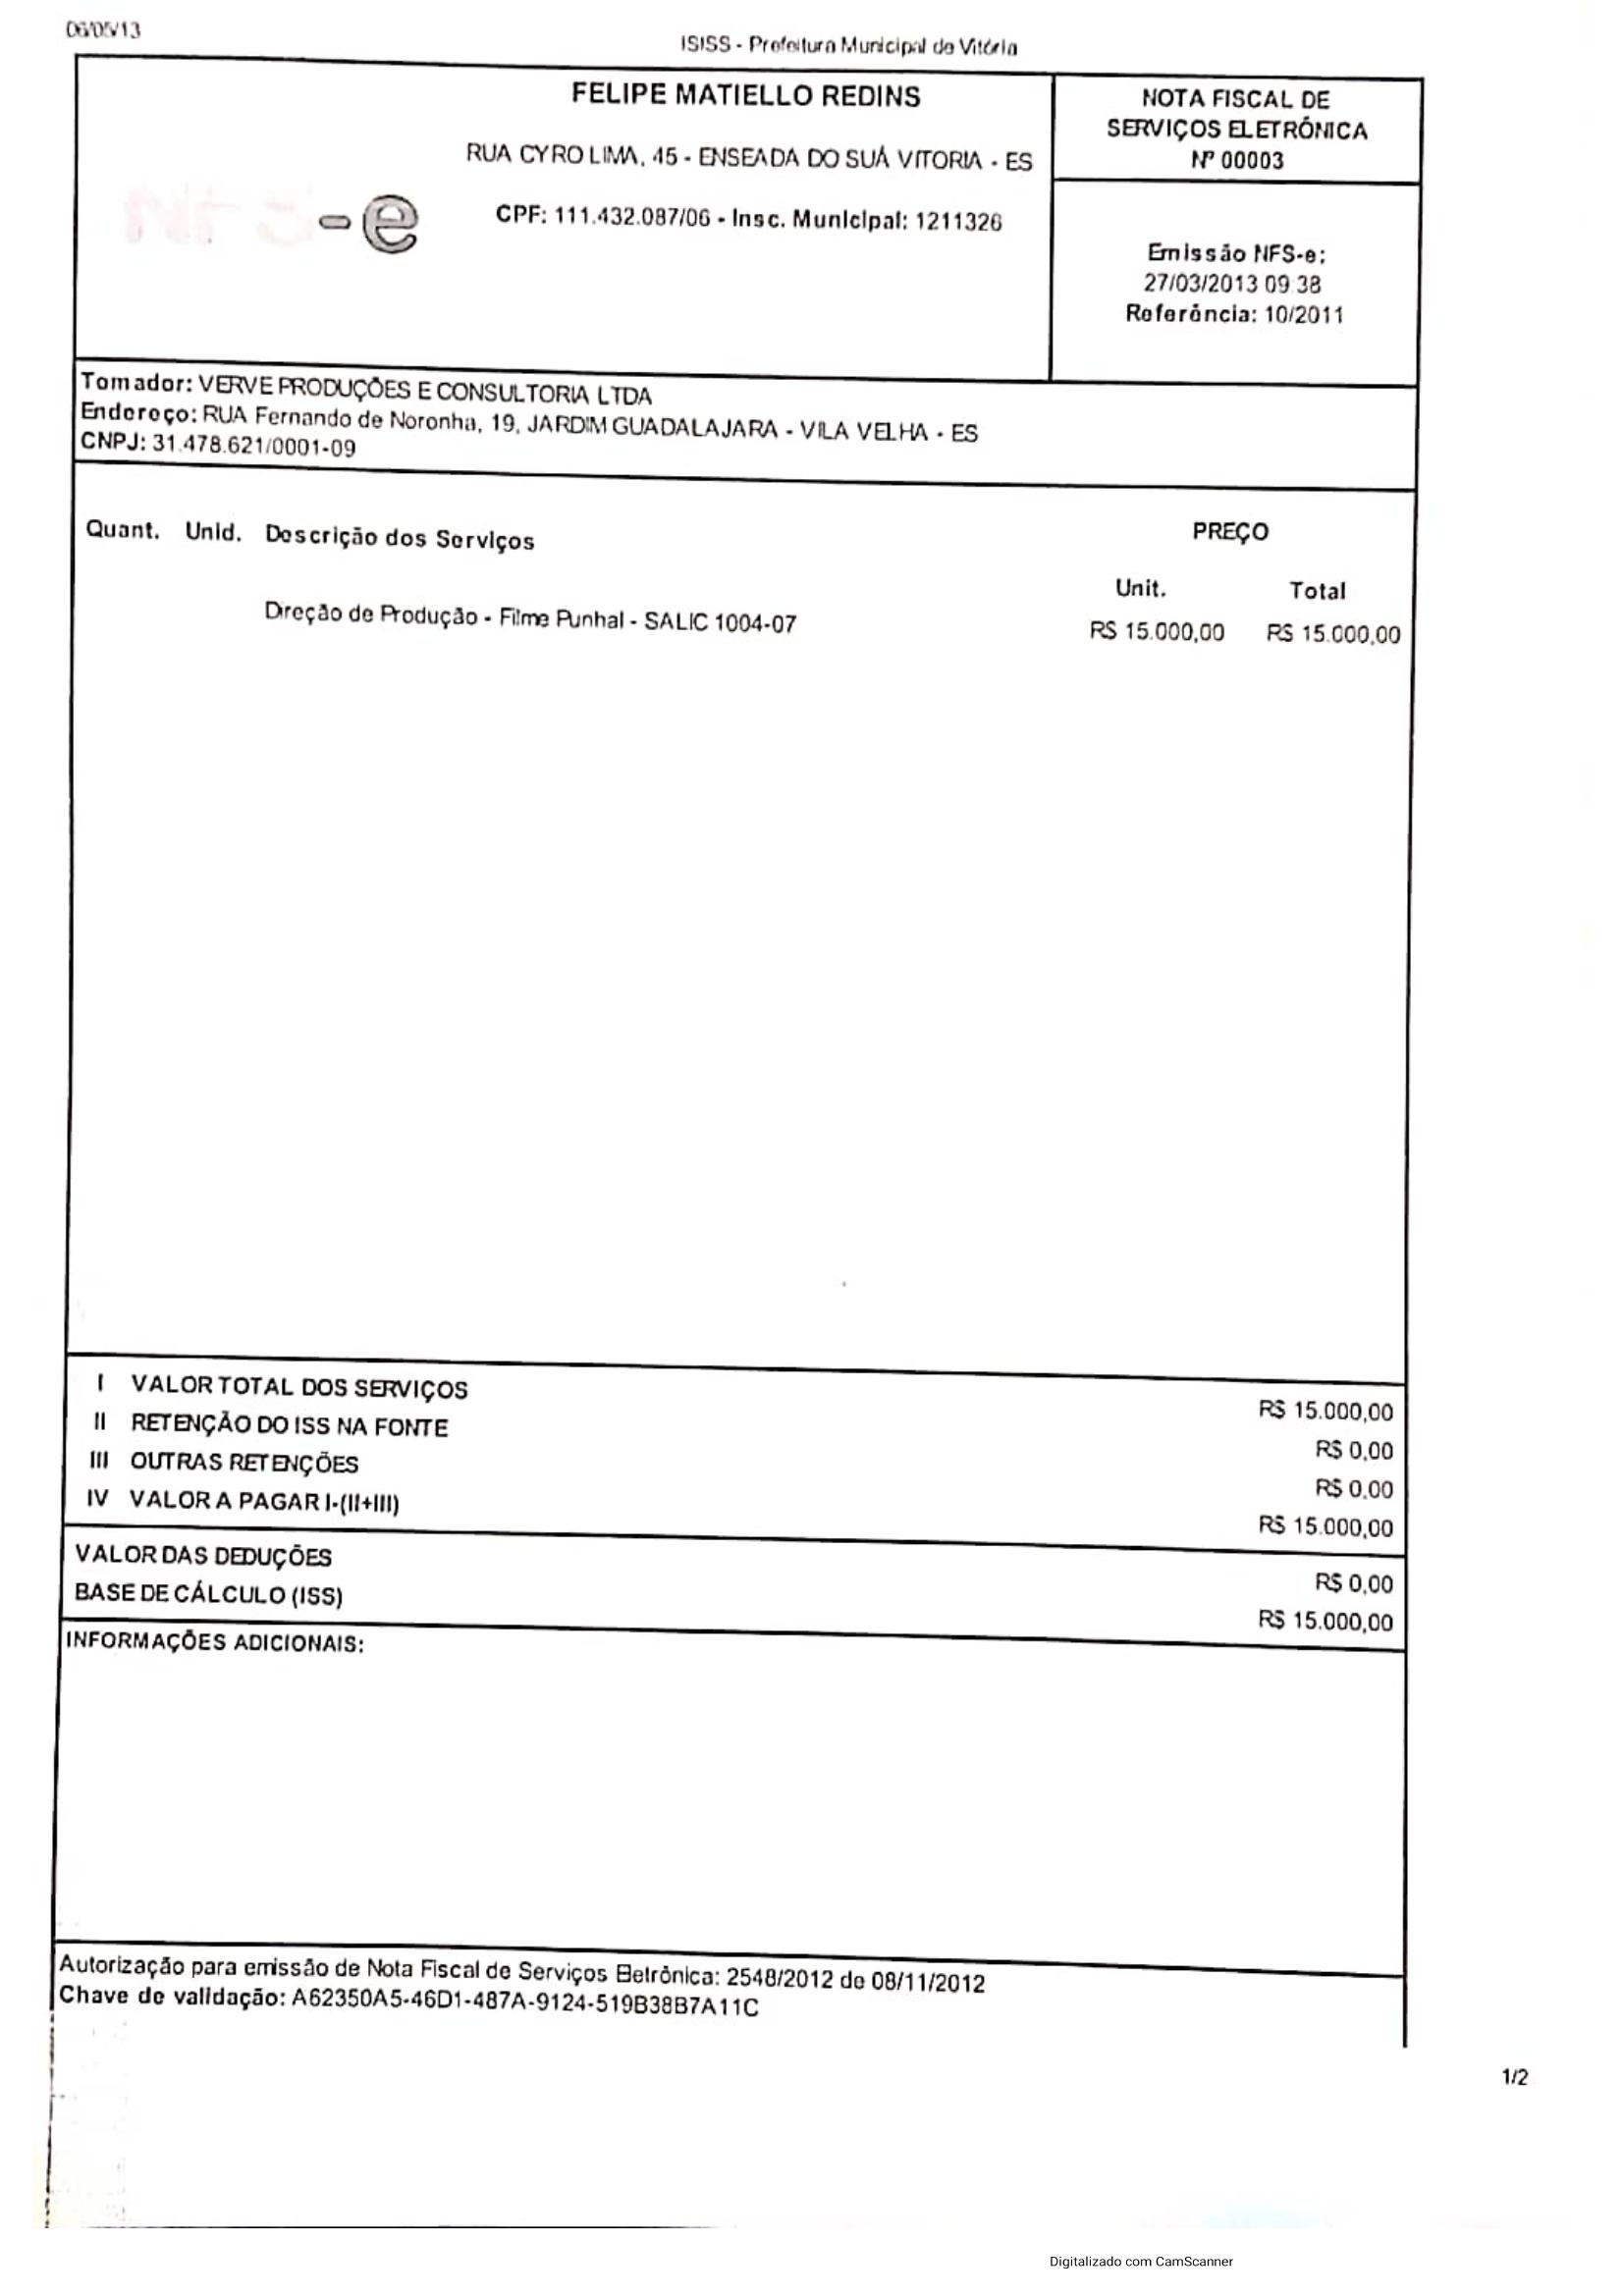 06/05/13
ISISS - Prefeitura Municipal de Vitória
FELIPE MATIELLO REDINS
RUA CYRO LIMA, 45 - ENSEADA DO SUÁ VITORIA - ES
-e
CPF: 111.432.087/06 - Insc. Municipal: 1211326
NOTA FISCAL DE
SERVIÇOS ELETRÔNICA
Nº 00003
Emissão NFS-e:
27/03/2013 09:38
Referência: 10/2011
Tomador: VERVE PRODUÇÕES E CONSULTORIA LTDA
Endereço: RUA Fernando de Noronha, 19, JARDIM GUADALAJARA - VILA VELHA - ES
CNPJ: 31.478.621/0001-09
Quant. Unid. Descrição dos Serviços PREÇO
Unit. Total
Direção de Produção - Filme Punhal - SALIC 1004-07 R$ 15.000,00 R$ 15.000,00
I VALOR TOTAL DOS SERVIÇOS R$ 15.000,00
II RETENÇÃO DO ISS NA FONTE R$ 0,00
III OUTRAS RETENÇÕES R$ 0,00
IV VALOR A PAGAR I-(II+III) R$ 15.000,00
VALOR DAS DEDUÇÕES R$ 0,00
BASE DE CÁLCULO (ISS) R$ 15.000,00
INFORMAÇÕES ADICIONAIS:
Autorização para emissão de Nota Fiscal de Serviços Eletrônica: 2548/2012 de 08/11/2012
Chave de validação: A62350A5-46D1-487A-9124-519B38B7A11C
1/2
Digitalizado com CamScanner